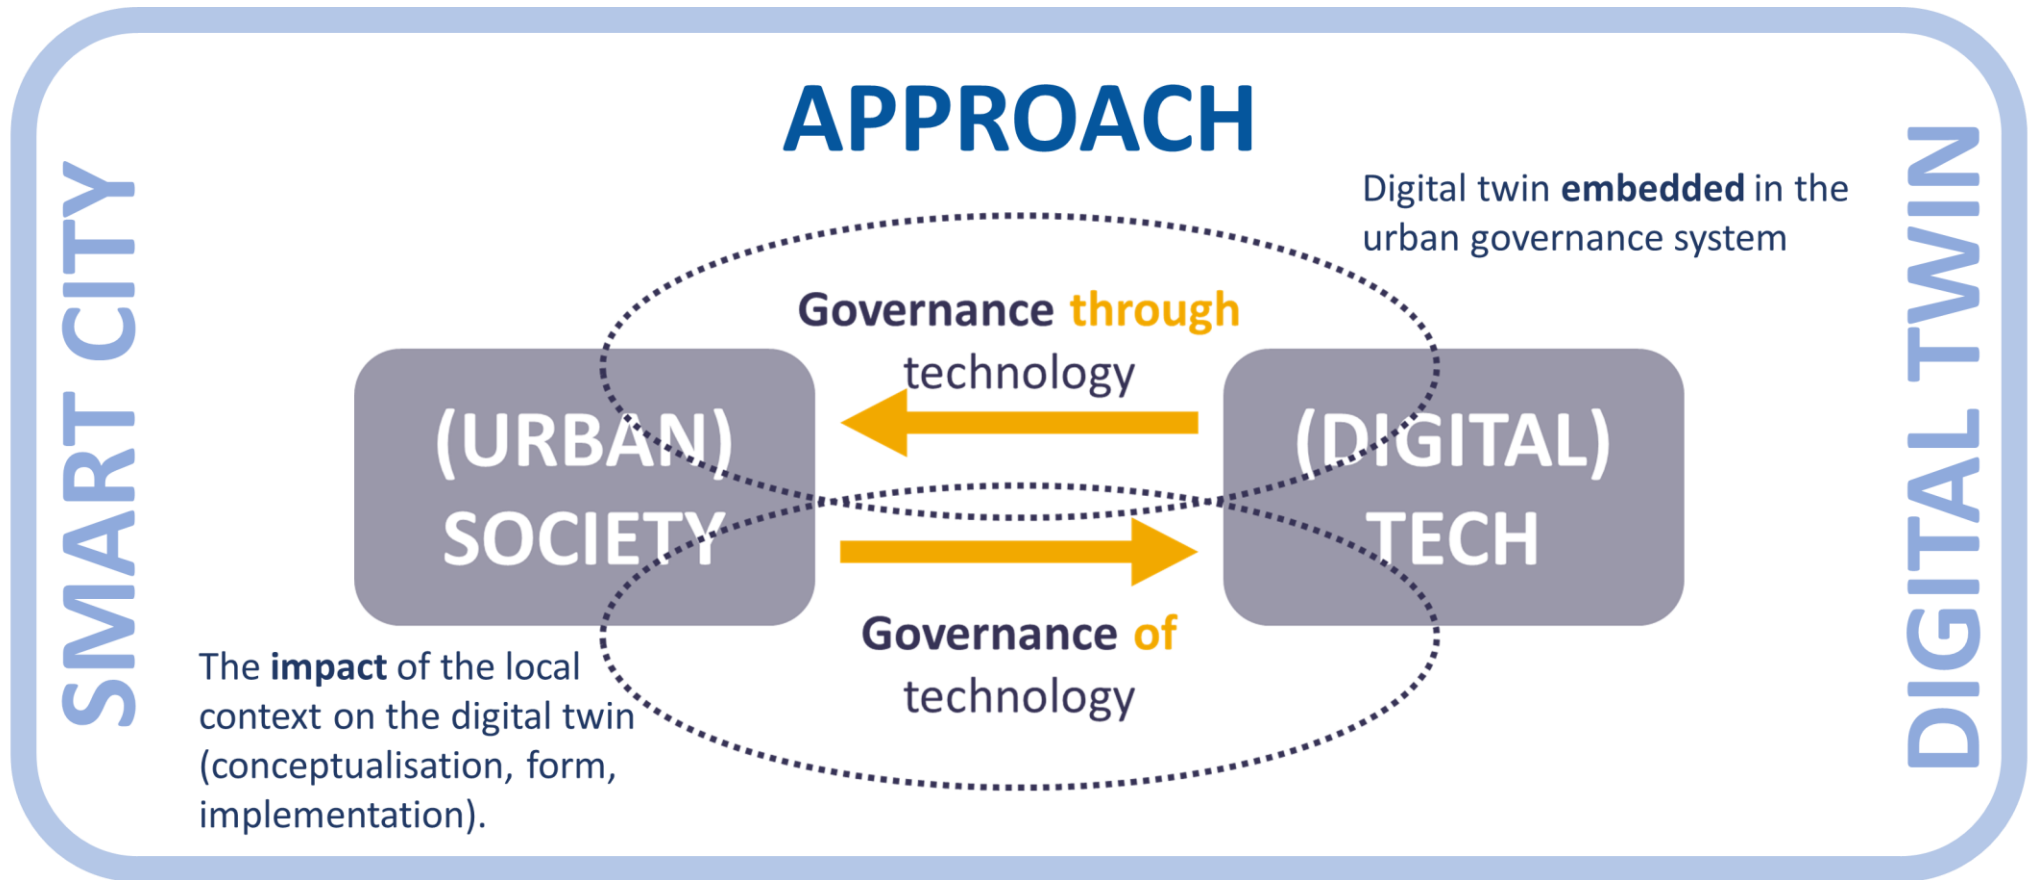 APPROACH
SMART CITY
DIGITAL TWIN
Digital twin embedded in the
urban governance system
Governance through
technology
(URBAN)
SOCIETY
(DIGITAL)
TECH
Governance of
technology
The impact of the local
context on the digital twin
(conceptualisation, form,
implementation).